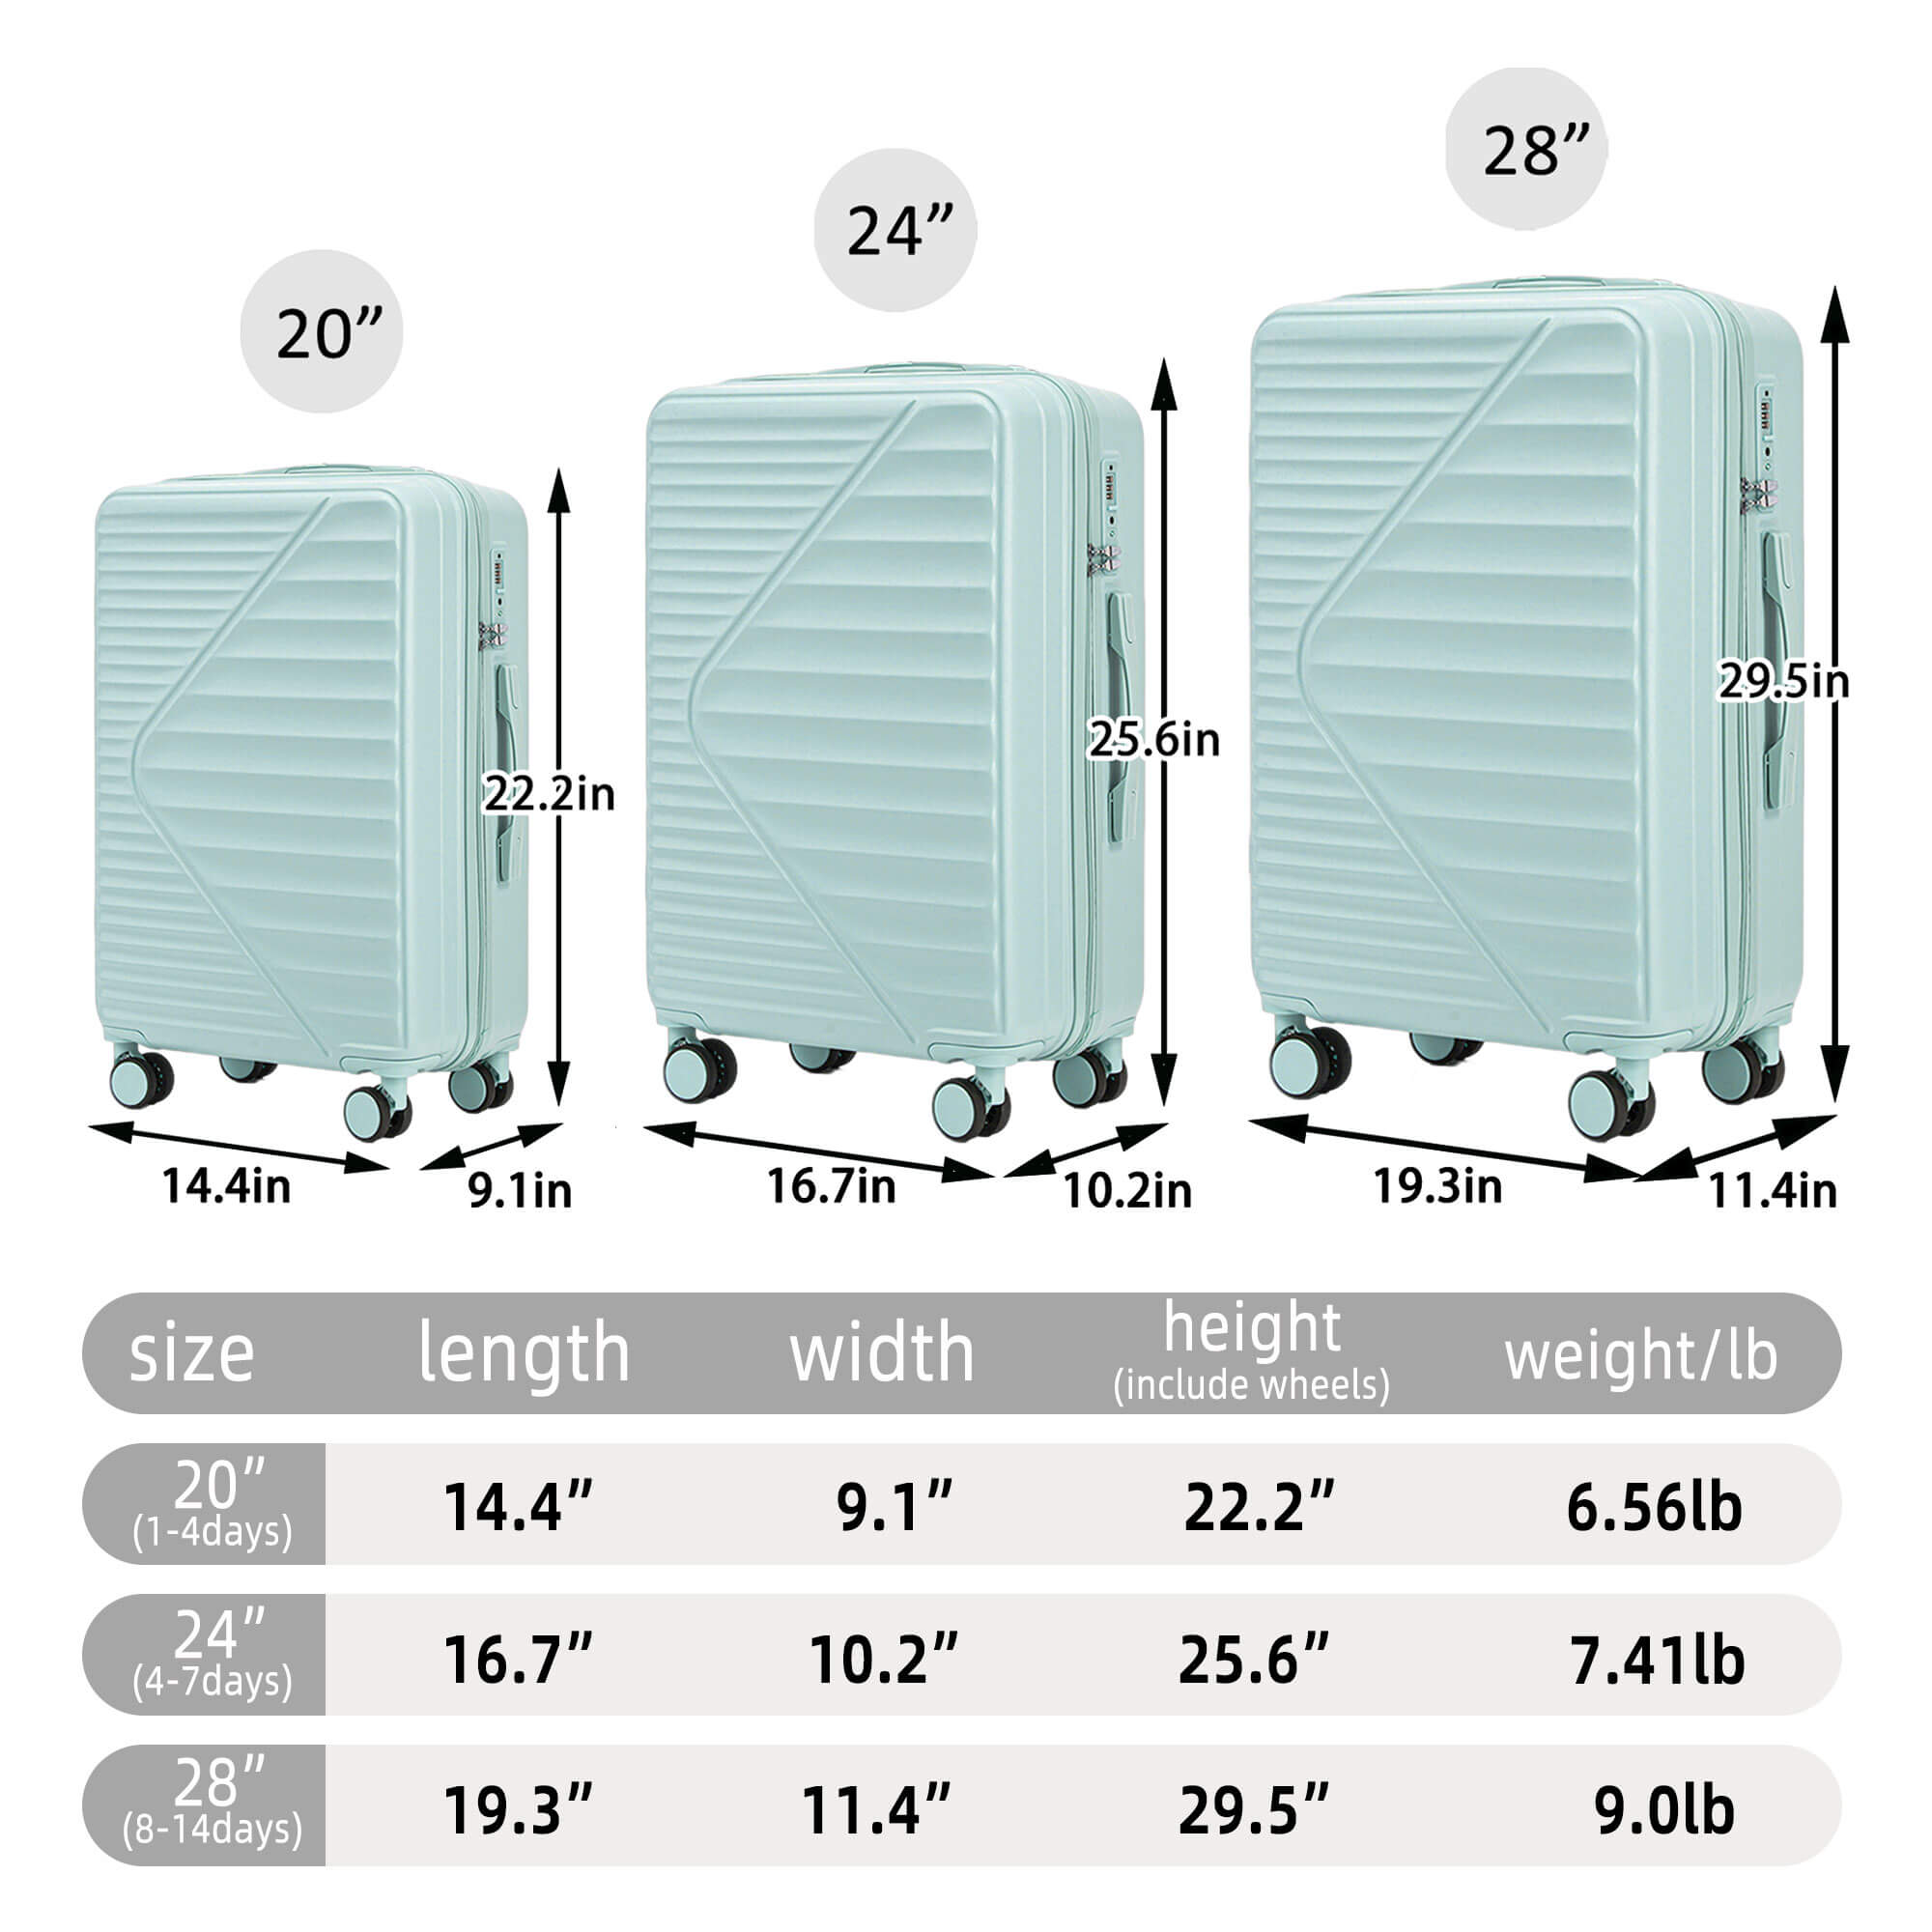 28”
24”
20”
22.2in
25.6in
29.5in
14.4in
9.1in
16.7in
10.2in
19.3in
11.4in
size length width height weight/lb
(include wheels)
20” 14.4” 9.1” 22.2” 6.56lb
(1-4days)
24” 16.7” 10.2” 25.6” 7.41lb
(4-7days)
28” 19.3” 11.4” 29.5” 9.0lb
(8-14days)